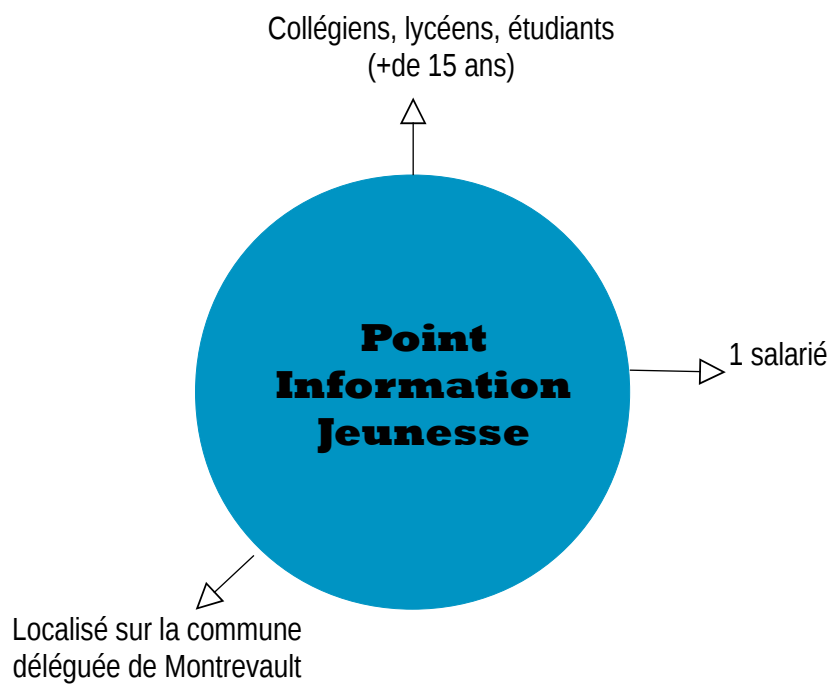 Collégiens, lycéens, étudiants
(+de 15 ans)
Point
Information
Jeunesse
1 salarié
Localisé sur la commune
déléguée de Montrevault